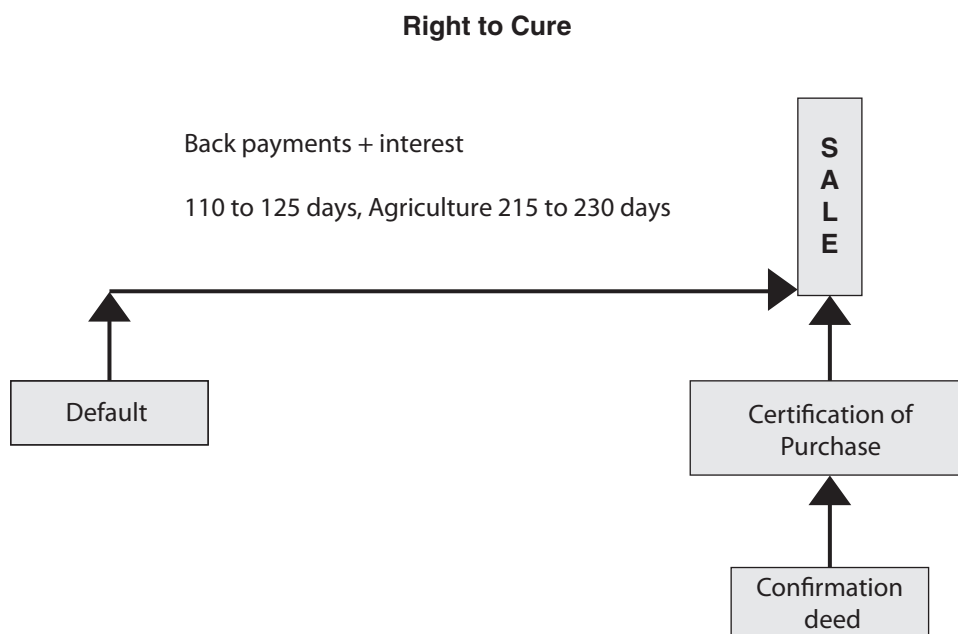 Right to Cure
Back payments + interest
110 to 125 days, Agriculture 215 to 230 days
S
A
L
E
Default
Certification of
Purchase
Confirmation
deed